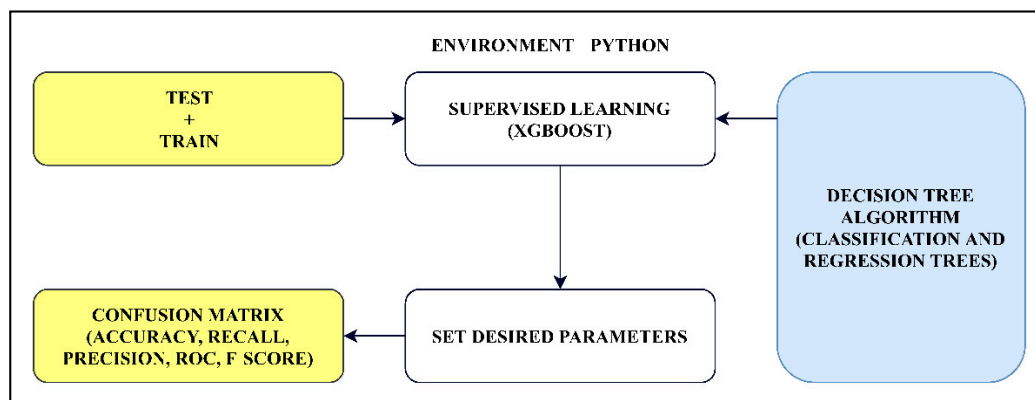 ENVIRONMENT PYTHON
TEST
+
TRAIN
SUPERVISED LEARNING
(XGBOOST)
DECISION TREE
ALGORITHM
(CLASSIFICATION AND
REGRESSION TREES)
CONFUSION MATRIX
(ACCURACY, RECALL,
PRECISION, ROC, F SCORE)
SET DESIRED PARAMETERS